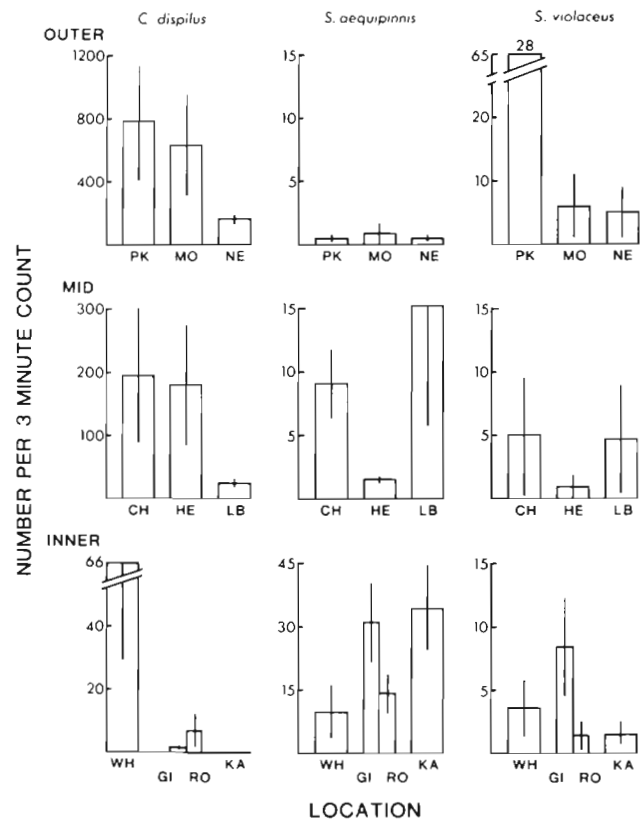 C dispilus S. aequipinnis S. violaceus
OUTER
1200
800
400
PK MO NE
15
10
5
PK MO NE
65
28
20
10
PK MO NE
MID
300
200
100
CH HE LB
15
10
5
CH HE LB
15
10
5
CH HE LB
INNER
66
40
20
WH GI RO KA
45
30
15
WH GI RO KA
15
10
5
WH GI RO KA
NUMBER PER 3 MINUTE COUNT
LOCATION